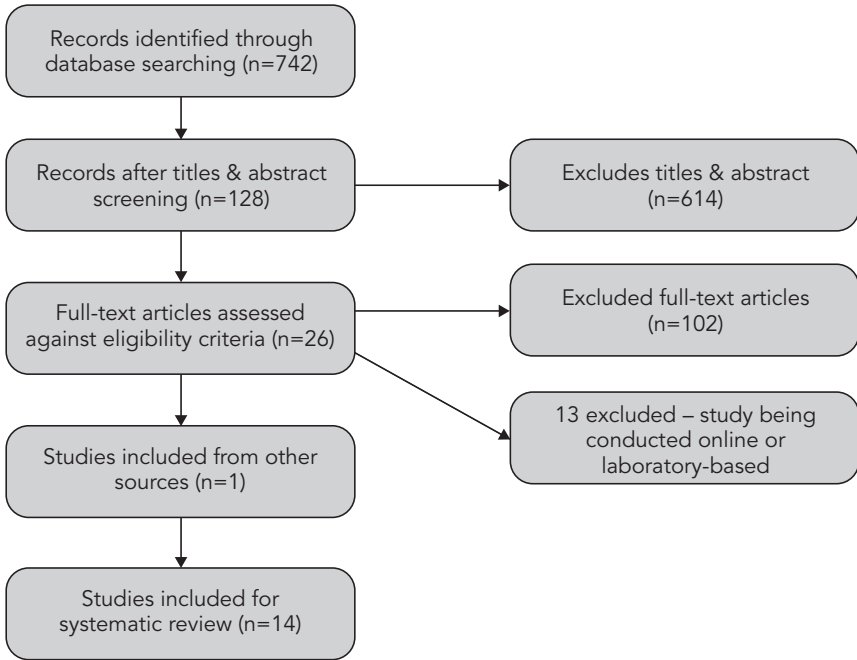 Records identified through
database searching (n=742)
Records after titles & abstract
screening (n=128)
Excludes titles & abstract
(n=614)
Full-text articles assessed
against eligibility criteria (n=26)
Excluded full-text articles
(n=102)
13 excluded – study being
conducted online or
laboratory-based
Studies included from other
sources (n=1)
Studies included for
systematic review (n=14)